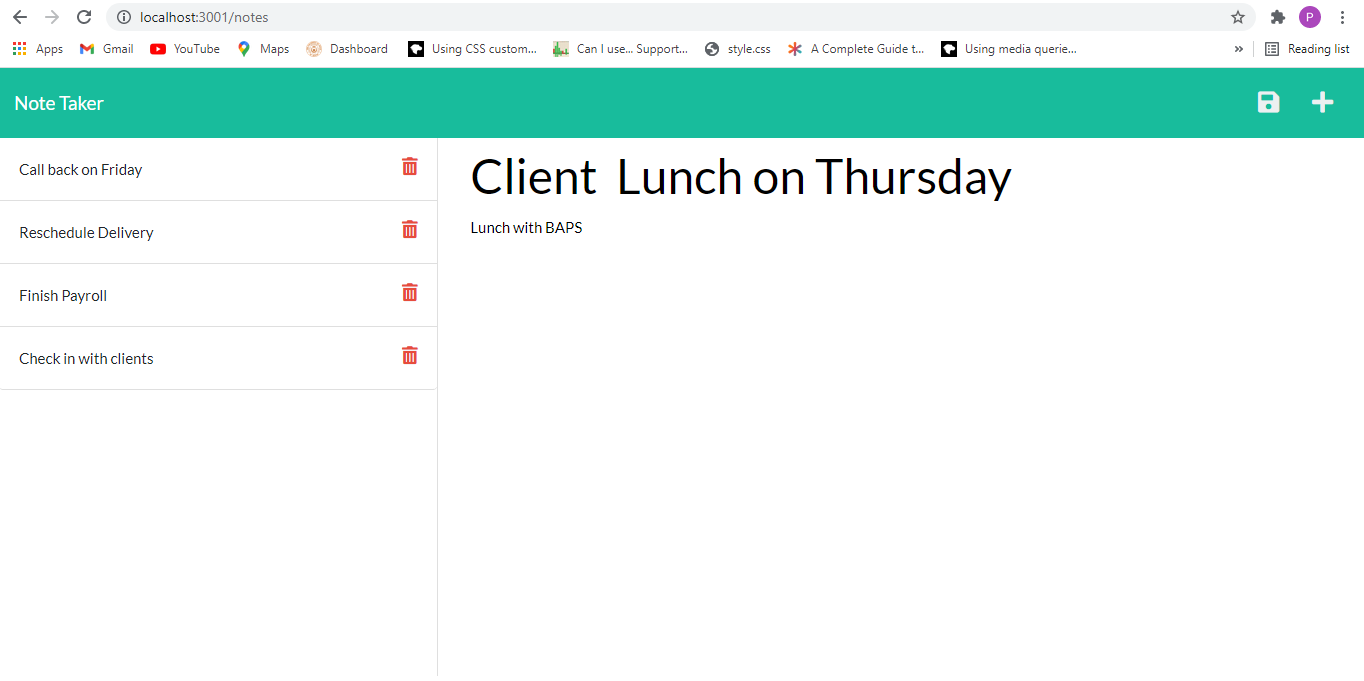 localhost:3001/notes
P
Apps Gmail YouTube Maps Dashboard Using CSS custom... Can I use... Support... style.css A Complete Guide t... Using media querie... » Reading list
Note Taker
Call back on Friday
Reschedule Delivery
Finish Payroll
Check in with clients
Client  Lunch on Thursday
Lunch with BAPS